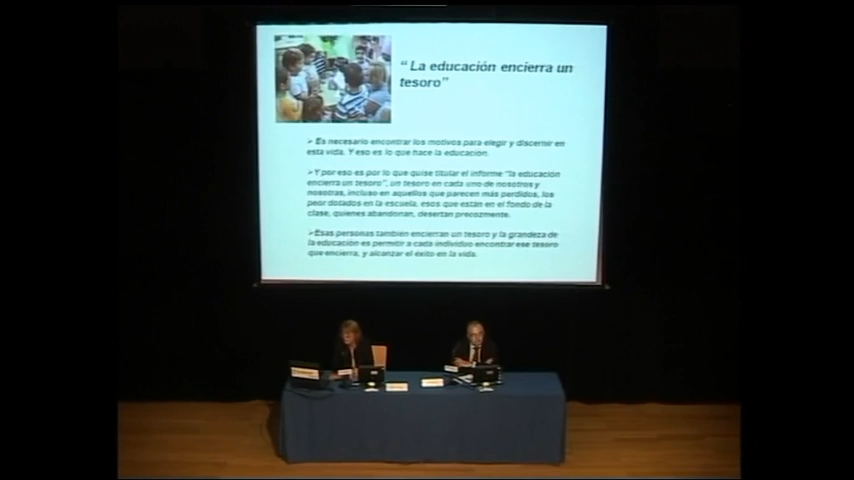 “ La educación encierra un
tesoro”
➢ Es necesario encontrar los motivos para elegir y discernir en
esta vida. Y eso es lo que hace la educación.
➢Y por eso es por lo que quise titular el informe “la educación
encierra un tesoro”, un tesoro en cada uno de nosotros y
nosotras, incluso en aquellos que parecen más perdidos, los
peor dotados en la escuela, esos que están en el fondo de la
clase, quienes abandonan, desertan precozmente.
➢Esas personas también encierran un tesoro y la grandeza de
la educación es permitir a cada individuo encontrar ese tesoro
que encierra, y alcanzar el éxito en la vida.